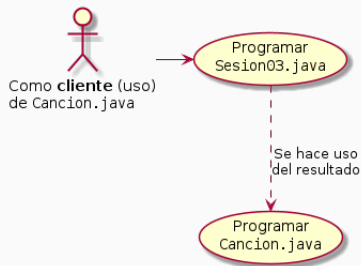 Programar
Sesion03.java
Como cliente (uso)
de Cancion.java
Se hace uso
del resultado
Programar
Cancion.java